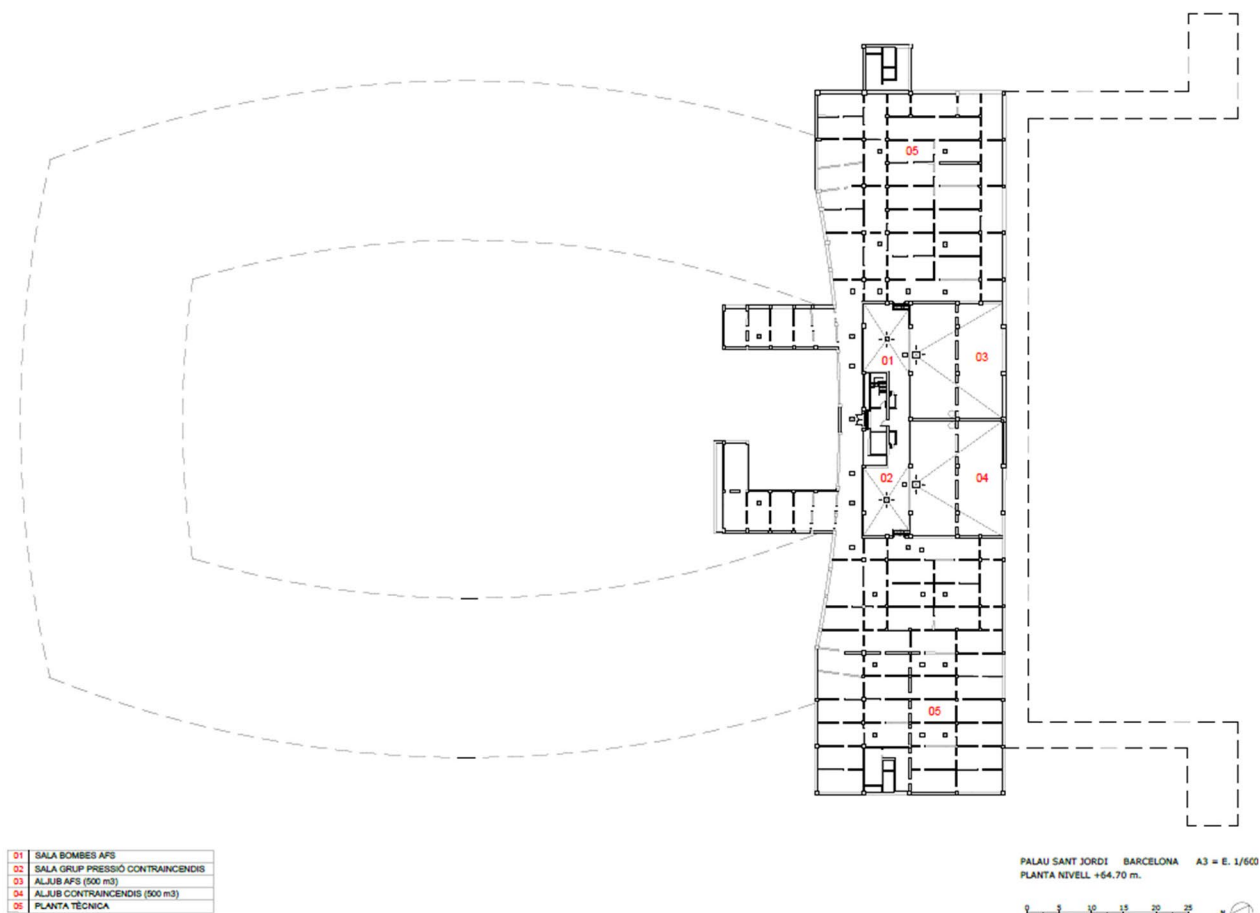 05
01
03
02
04
05
01 SALA BOMBES AFS
02 SALA GRUP PRESSIÓ CONTRAINCENDIS
03 ALJUB AFS (500 m3)
04 ALJUB CONTRAINCENDIS (500 m3)
05 PLANTA TÈCNICA
PALAU SANT JORDI BARCELONA A3 = E. 1/600
PLANTA NIVELL +64.70 m.
0 5 10 15 20 25 N